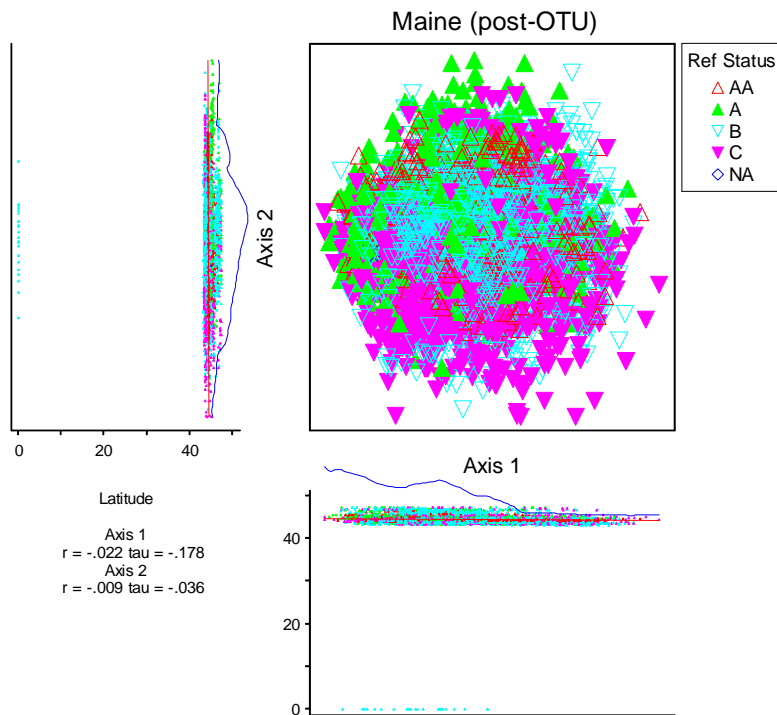 Maine (post-OTU)
Ref Status
AA
A
B
C
NA
Axis 2
0
20
40
Axis 1
Latitude
Axis 1
r = -.022 tau = -.178
Axis 2
r = -.009 tau = -.036
40
20
0